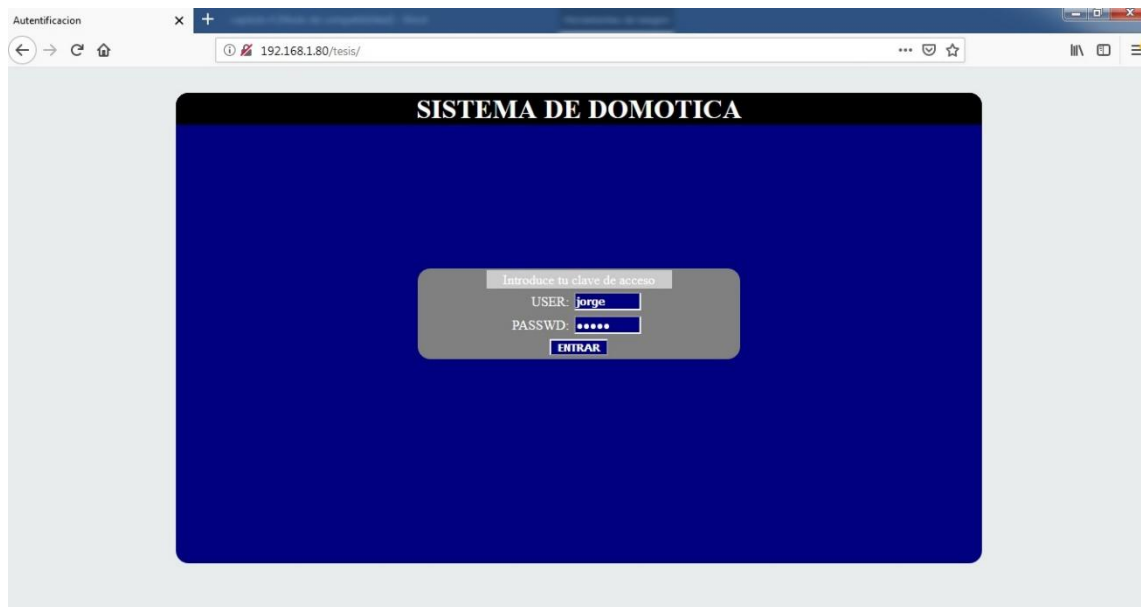 Autentificacion
192.168.1.80/tesis/
SISTEMA DE DOMOTICA
Introduce tu clave de acceso
USER: jorge
PASSWD: •••••
ENTRAR